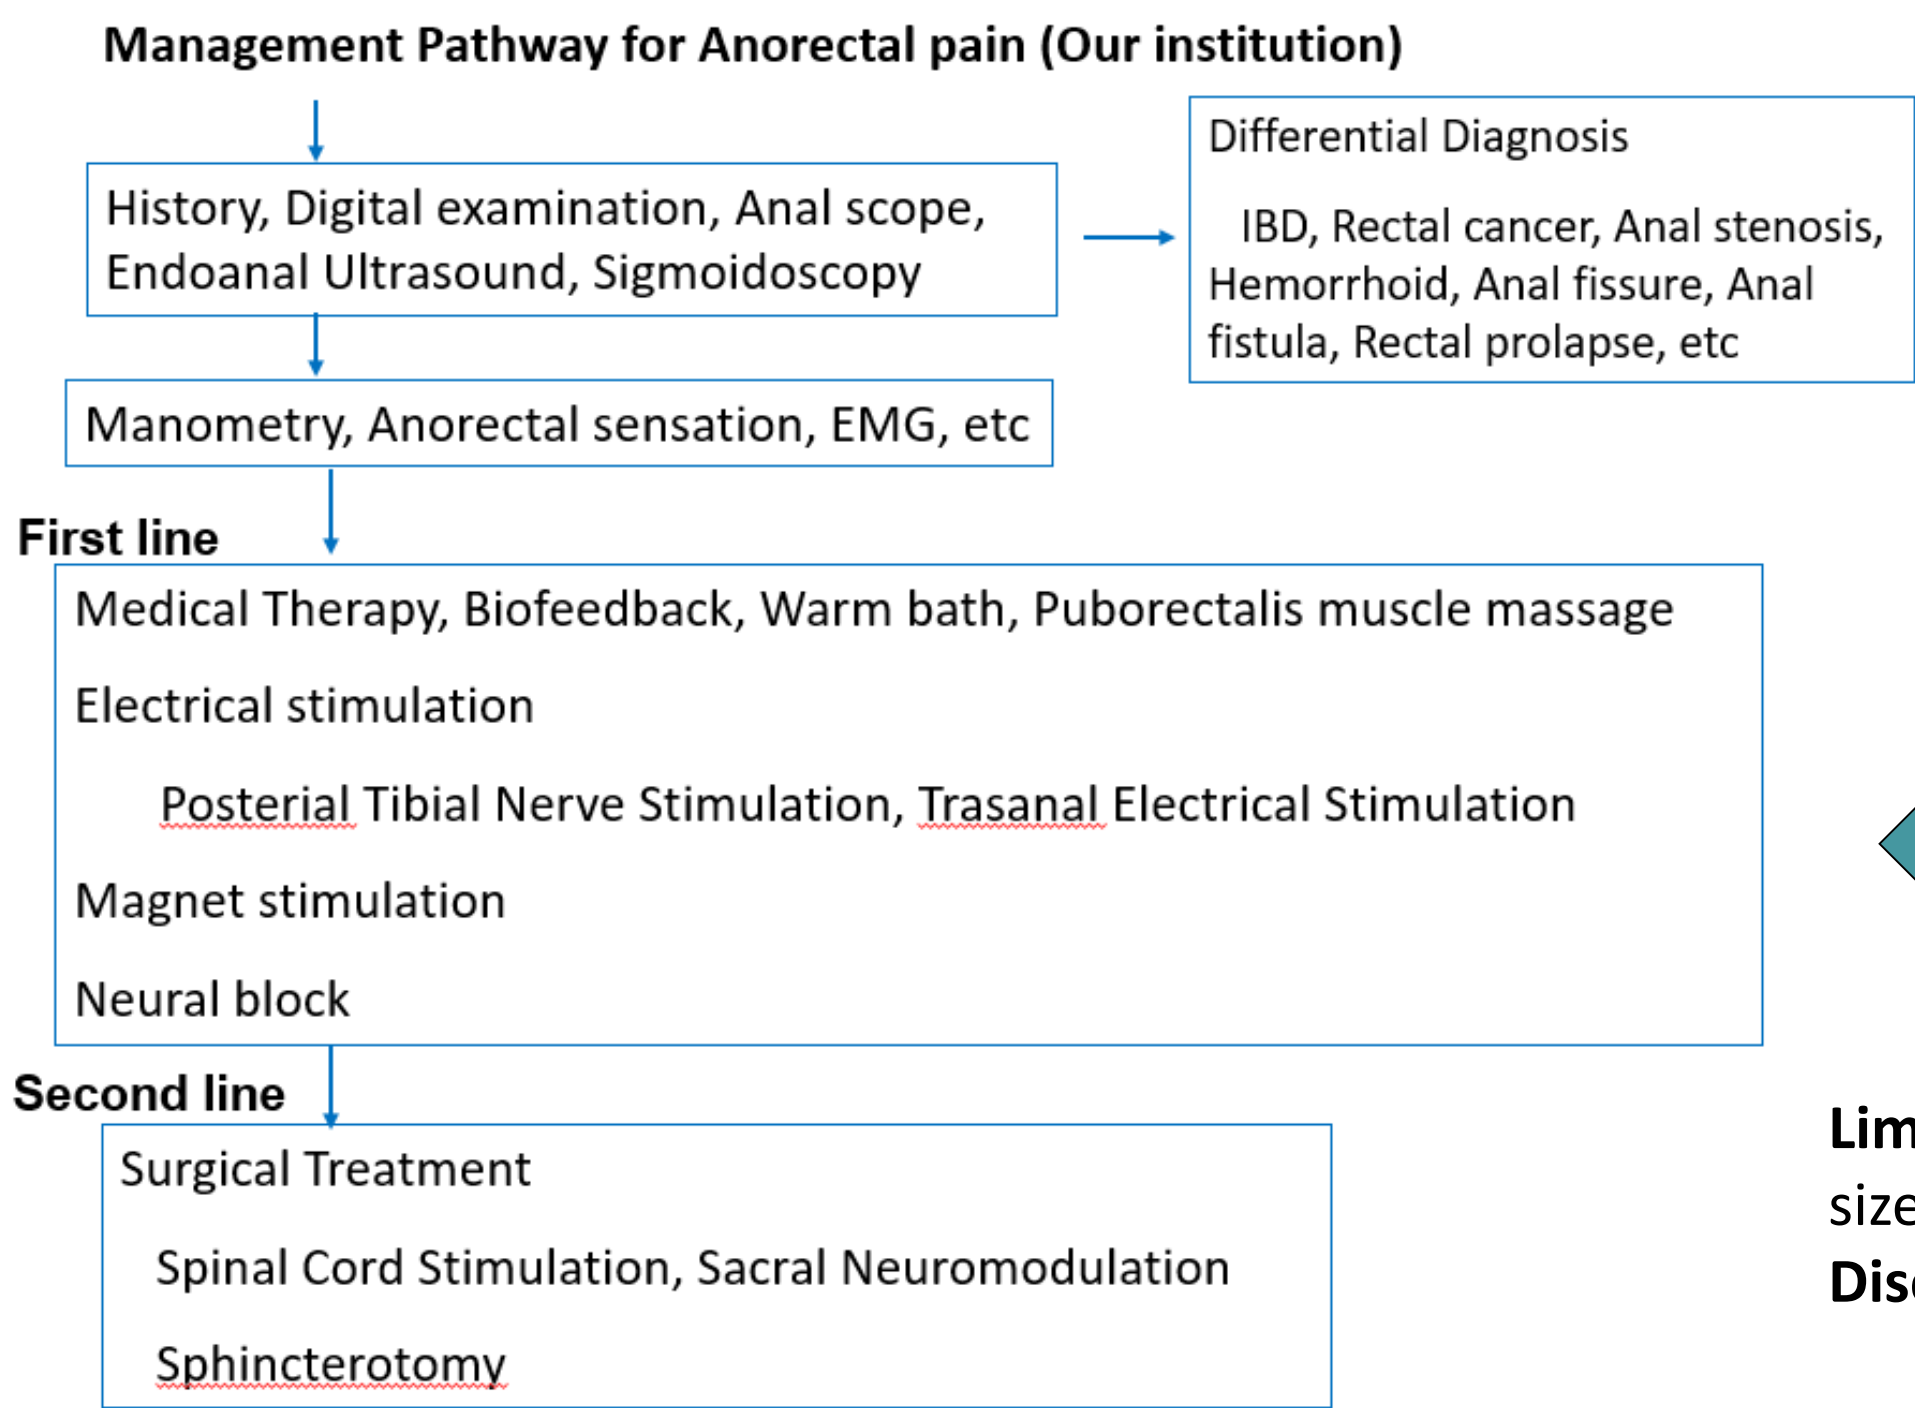 Management Pathway for Anorectal pain (Our institution)
History, Digital examination, Anal scope,
Endoanal Ultrasound, Sigmoidoscopy
Differential Diagnosis
IBD, Rectal cancer, Anal stenosis,
Hemorrhoid, Anal fissure, Anal
fistula, Rectal prolapse, etc
Manometry, Anorectal sensation, EMG, etc
First line
Medical Therapy, Biofeedback, Warm bath, Puborectalis muscle massage
Electrical stimulation
Posterial Tibial Nerve Stimulation, Trasanal Electrical Stimulation
Magnet stimulation
Neural block
Second line
Surgical Treatment
Spinal Cord Stimulation, Sacral Neuromodulation
Sphincterotomy